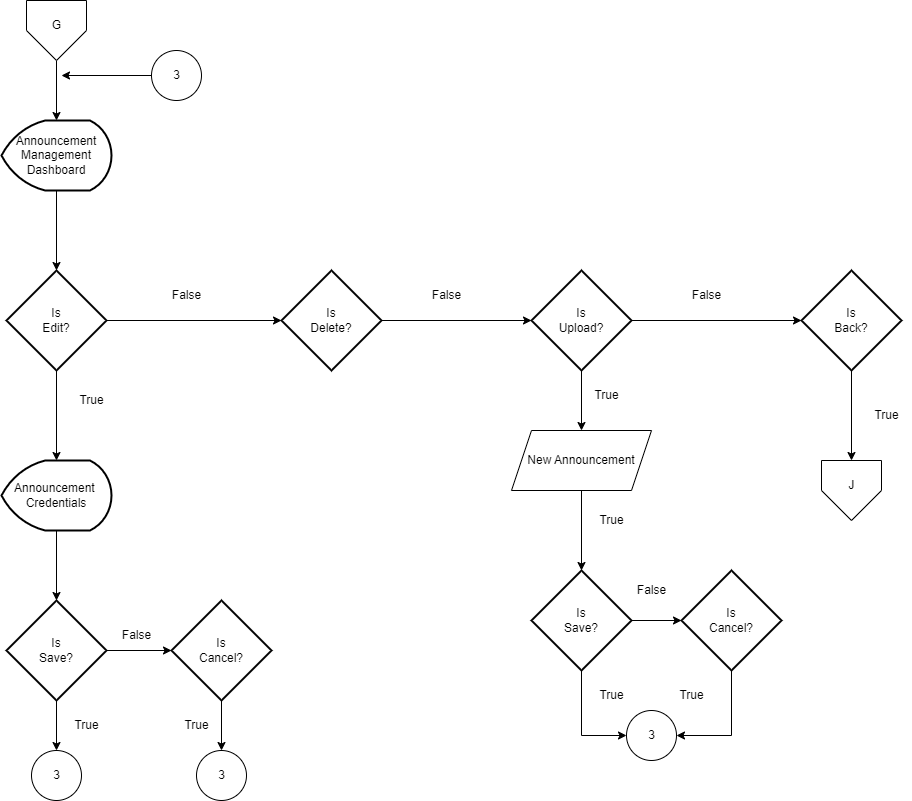 G
3
Announcement
Management
Dashboard
Is
Edit?
False
Is
Delete?
False
Is
Upload?
False
Is
Back?
True
True
True
Announcement
Credentials
New Announcement
J
True
Is
Save?
False
Is
Cancel?
Is
Save?
False
Is
Cancel?
True
True
3
True
True
3
3